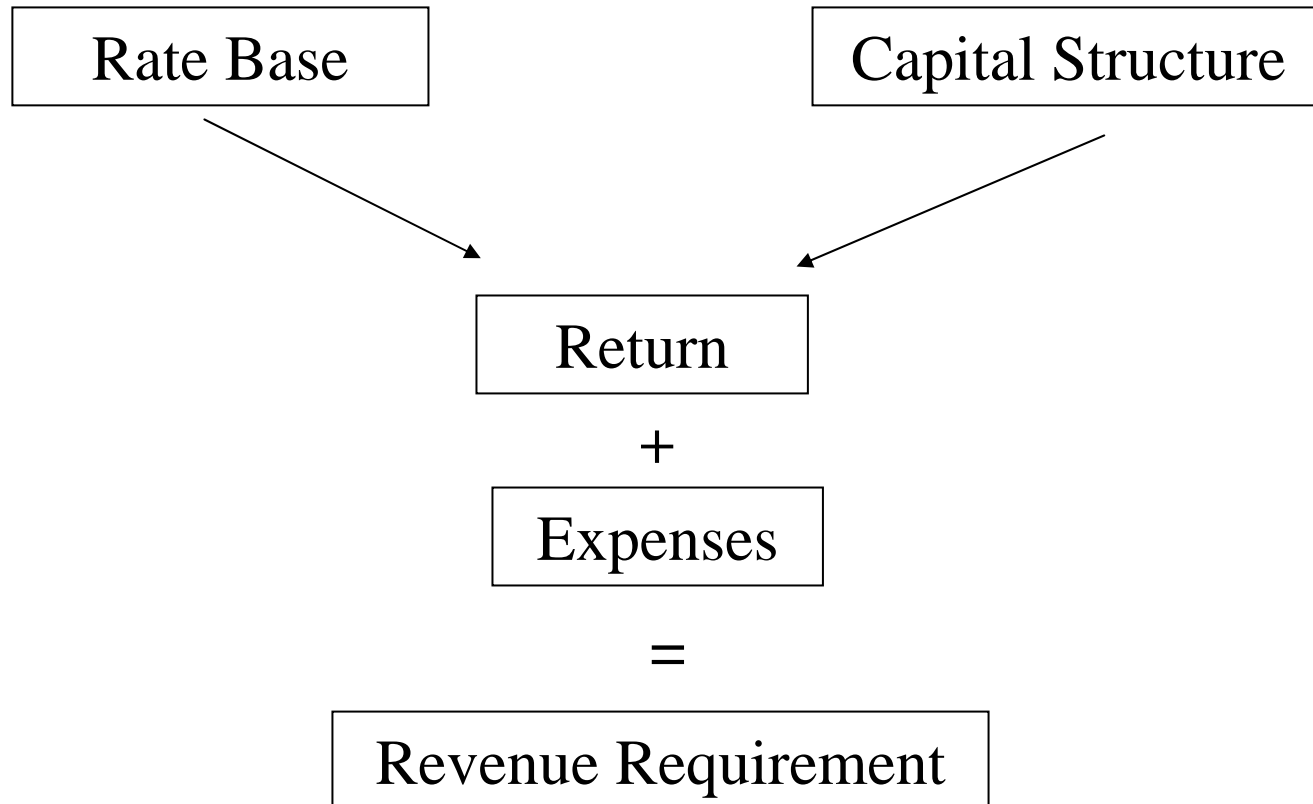 Rate Base
Capital Structure
Return
+
Expenses
=
Revenue Requirement